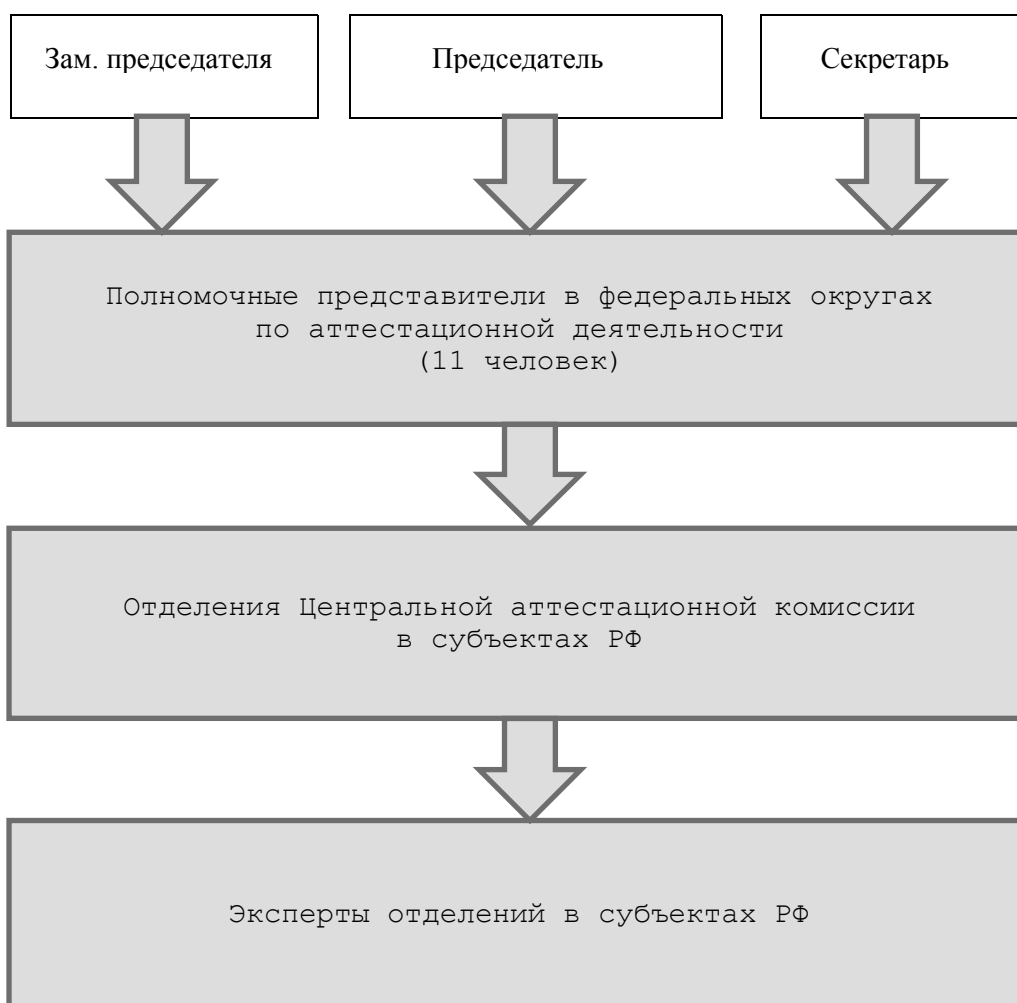 Зам. председателя
Председатель
Секретарь
Полномочные представители в федеральных округах
по аттестационной деятельности
(11 человек)
Отделения Центральной аттестационной комиссии
в субъектах РФ
Эксперты отделений в субъектах РФ